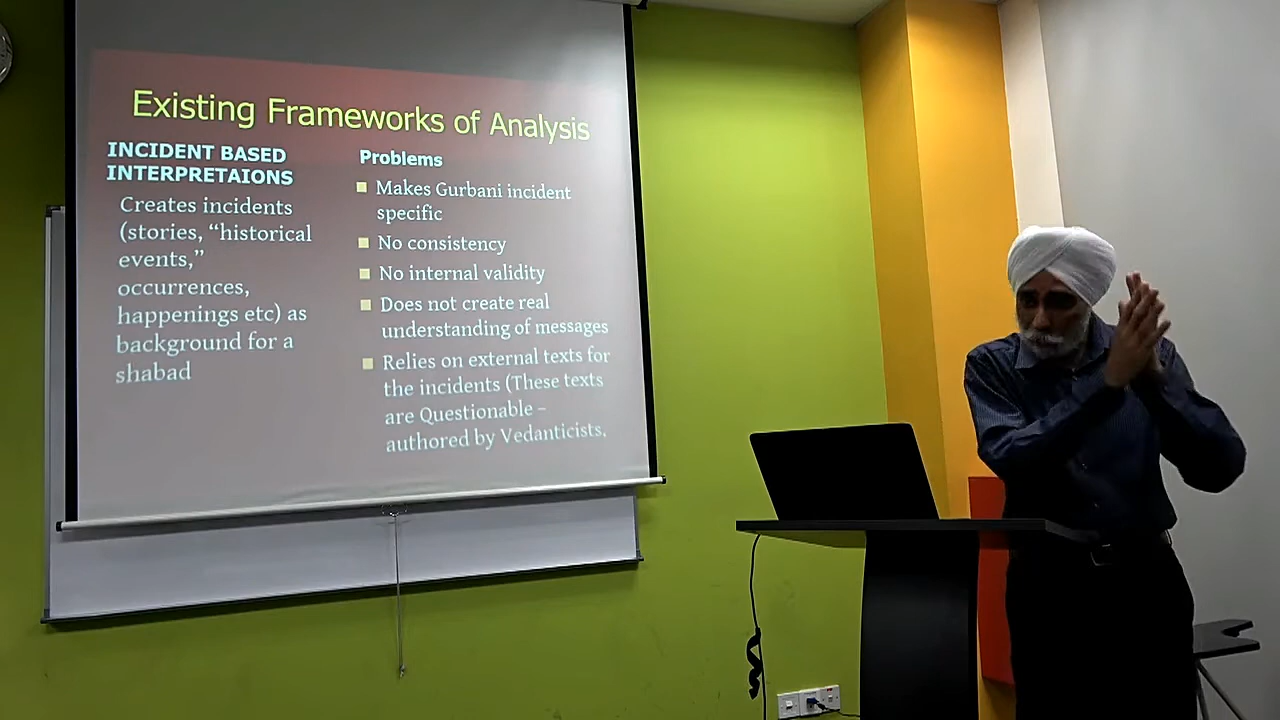 Existing Frameworks of Analysis
INCIDENT BASED
INTERPRETAIONS
Creates incidents
(stories, “historical
events,”
occurrences,
happenings etc) as
background for a
shabad
Problems
Makes Gurbani incident
specific
No consistency
No internal validity
Does not create real
understanding of messages
Relies on external texts for
the incidents (These texts
are Questionable –
authored by Vedanticists.